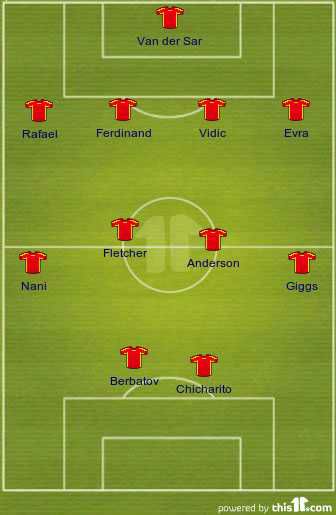 Van der Sar
Rafael
Ferdinand
Vidic
Evra
Fletcher
Anderson
Nani
Giggs
Berbatov
Chicharito
powered by this11.com